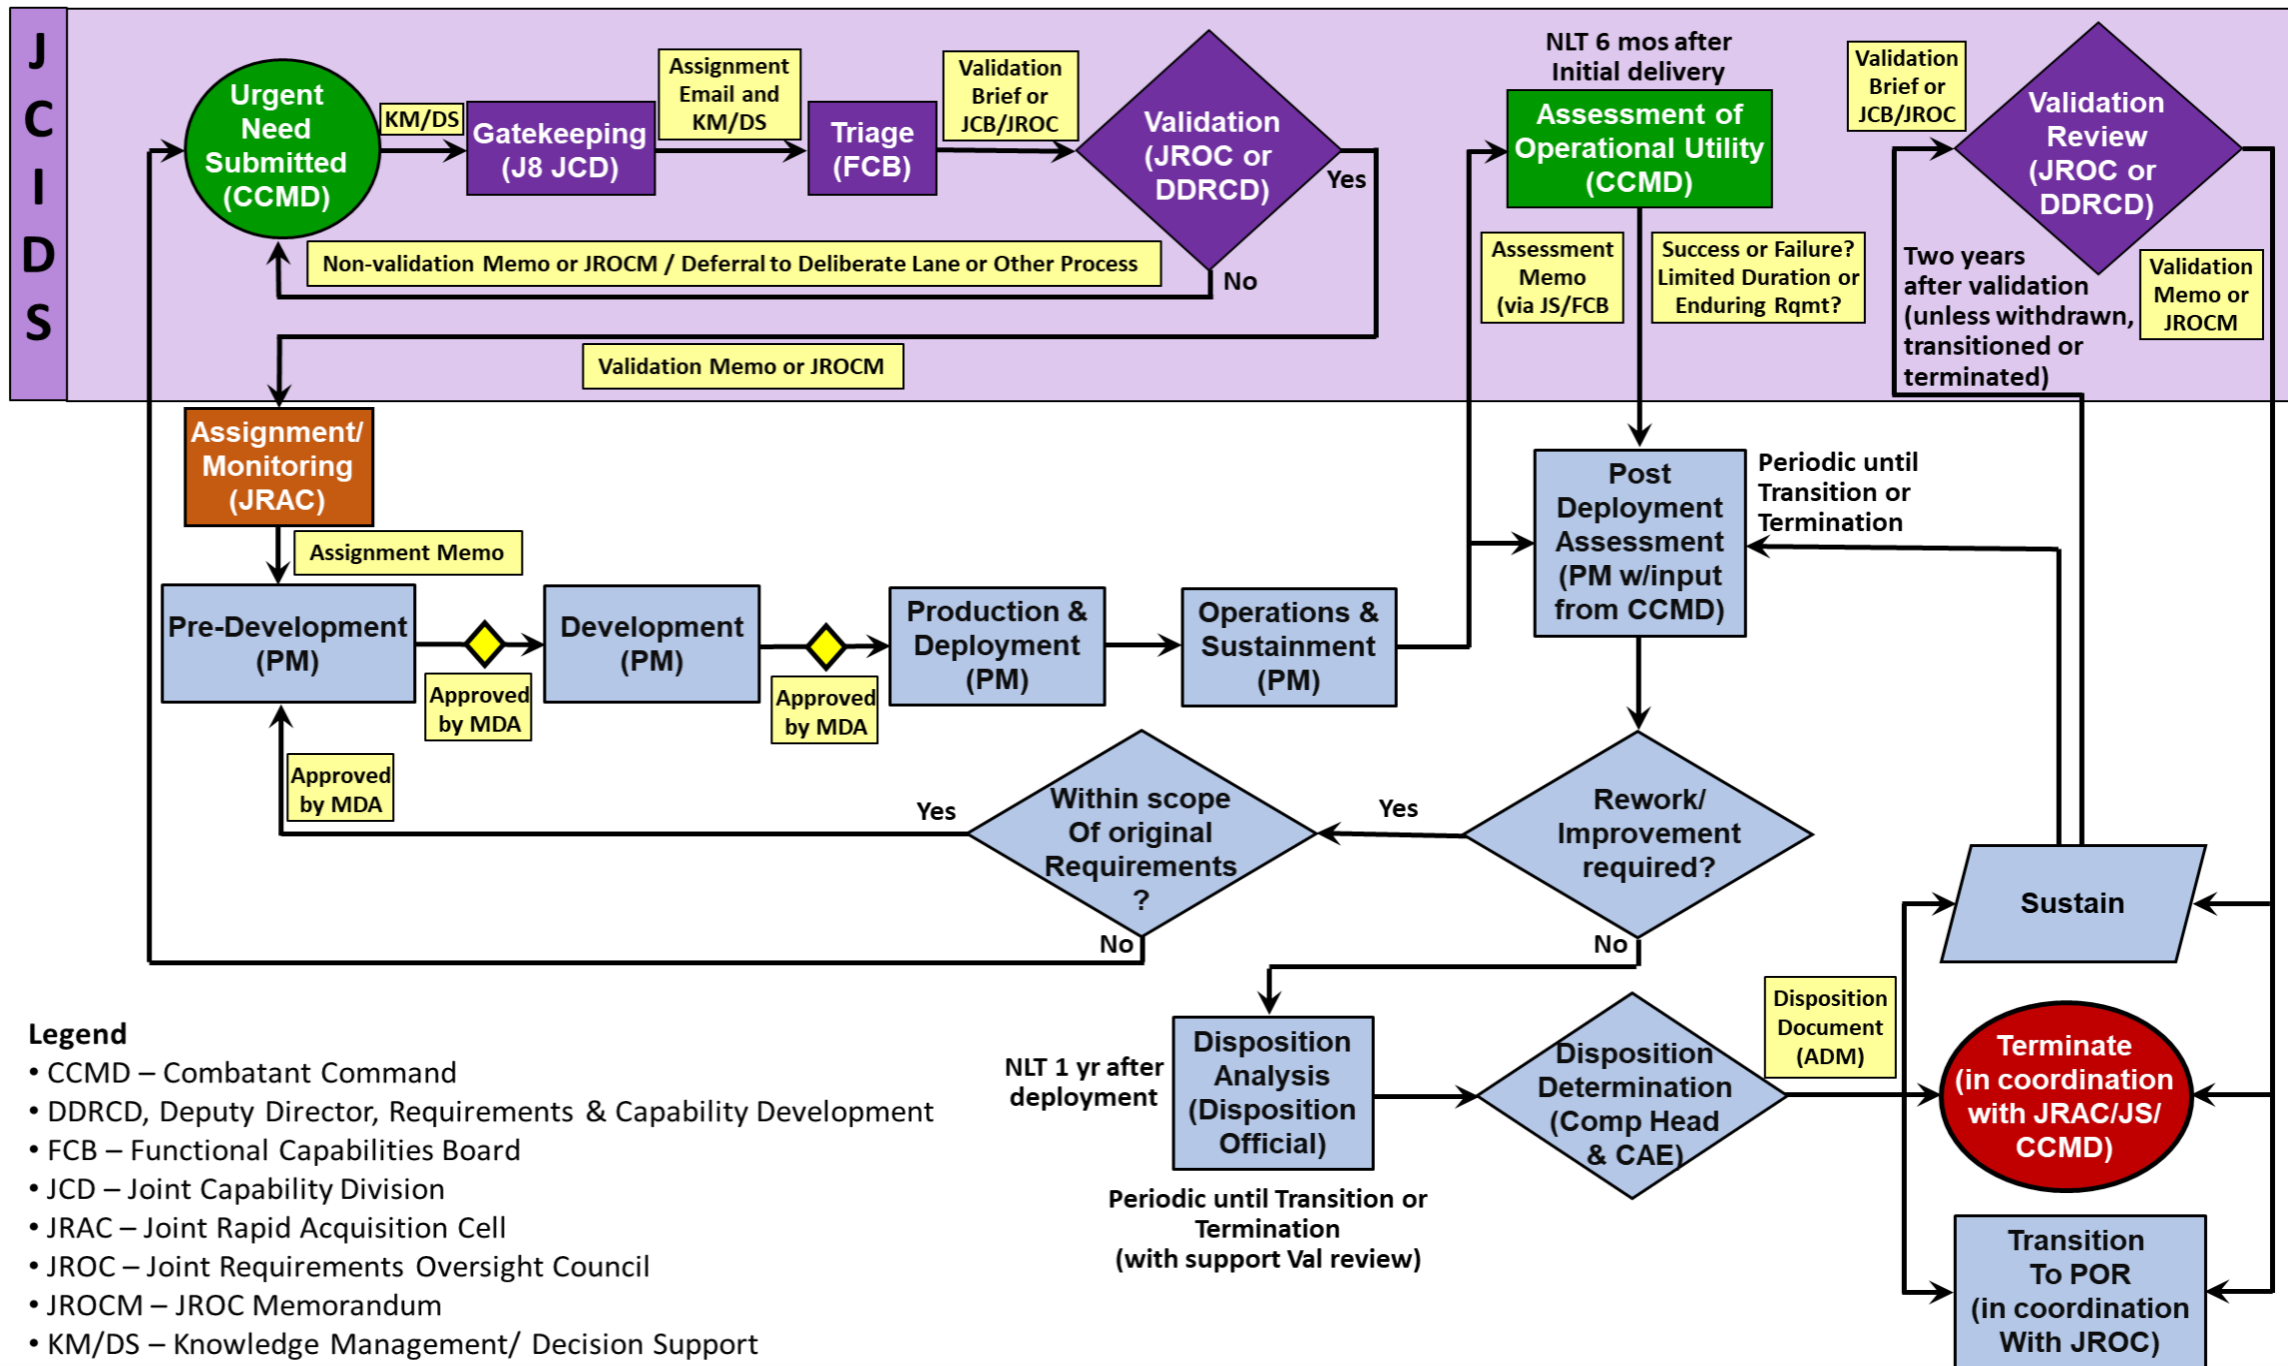 J
C
I
D
S
Urgent
Need
Submitted
(CCMD)
KM/DS
Gatekeeping
(J8 JCD)
Assignment
Email and
KM/DS
Triage
(FCB)
Validation
Brief or
JCB/JROC
Validation
(JROC or
DDRCD)
Yes
No
Non-validation Memo or JROCM / Deferral to Deliberate Lane or Other Process
Validation Memo or JROCM
NLT 6 mos after
Initial delivery
Assessment of
Operational Utility
(CCMD)
Assessment
Memo
(via JS/FCB
Success or Failure?
Limited Duration or
Enduring Rqmt?
Validation
Brief or
JCB/JROC
Validation
Review
(JROC or
DDRCD)
Two years
after validation
(unless withdrawn,
transitioned or
terminated)
Validation
Memo or
JROCM
Assignment/
Monitoring
(JRAC)
Assignment Memo
Pre-Development
(PM)
Approved
by MDA
Development
(PM)
Approved
by MDA
Production &
Deployment
(PM)
Operations &
Sustainment
(PM)
Post
Deployment
Assessment
(PM w/input
from CCMD)
Periodic until
Transition or
Termination
Approved
by MDA
Yes
Within scope
Of original
Requirements
?
No
Yes
Rework/
Improvement
required?
No
Sustain
NLT 1 yr after
deployment
Disposition
Analysis
(Disposition
Official)
Periodic until Transition or
Termination
(with support Val review)
Disposition
Determination
(Comp Head
& CAE)
Disposition
Document
(ADM)
Terminate
(in coordination
with JRAC/JS/
CCMD)
Transition
To POR
(in coordination
With JROC)
Legend
• CCMD – Combatant Command
• DDRCD, Deputy Director, Requirements & Capability Development
• FCB – Functional Capabilities Board
• JCD – Joint Capability Division
• JRAC – Joint Rapid Acquisition Cell
• JROC – Joint Requirements Oversight Council
• JROCM – JROC Memorandum
• KM/DS – Knowledge Management/ Decision Support